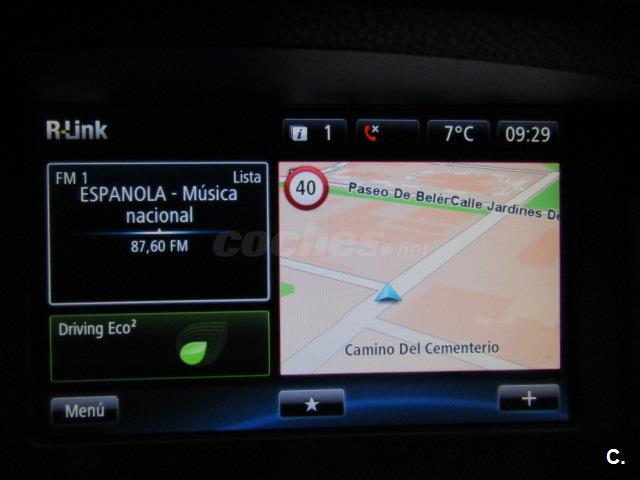 R-Link
1
7°C
09:29
FM 1
Lista
ESPANOLA - Música
nacional
87,60 FM
Driving Eco²
Menú
40
Paseo De Belér
Calle Jardines De
Camino Del Cementerio
coches.net
C.